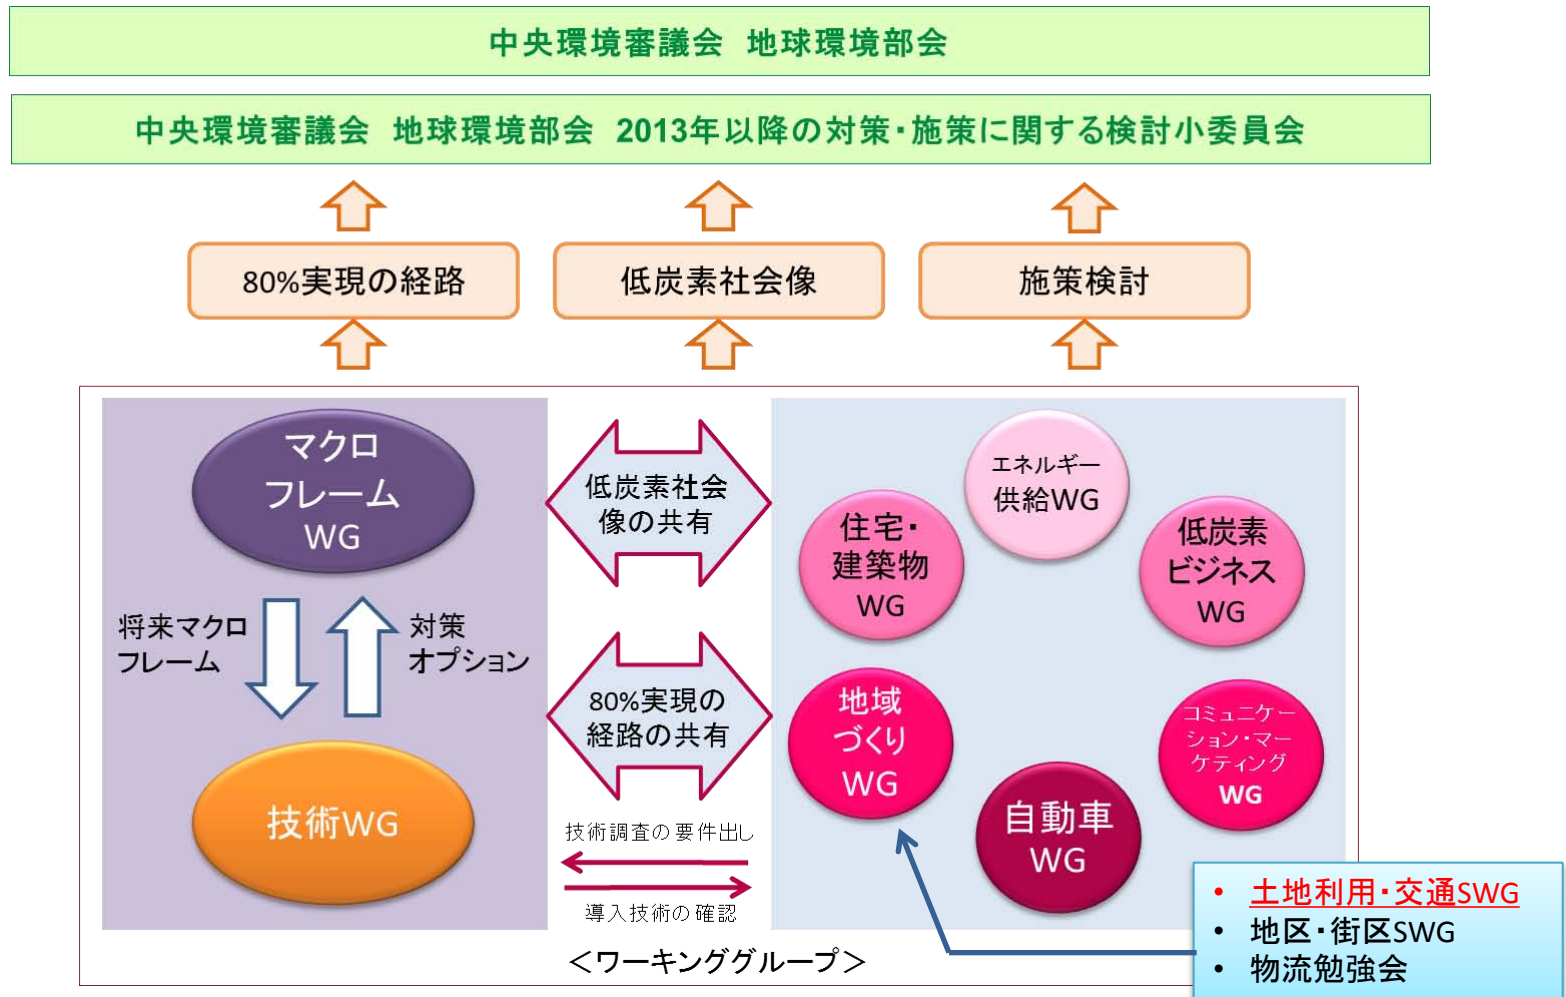 中央環境審議会　地球環境部会
中央環境審議会　地球環境部会　2013年以降の対策・施策に関する検討小委員会
80%実現の経路
低炭素社会像
施策検討
マクロ
フレーム
WG
将来マクロ
フレーム
対策
オプション
技術WG
低炭素社会
像の共有
80%実現の
経路の共有
技術調査の要件出し
導入技術の確認
エネルギー
供給WG
住宅・
建築物
WG
低炭素
ビジネス
WG
地域
づくり
WG
コミュニケー
ション・マー
ケティング
WG
自動車
WG
＜ワーキンググループ＞
• 土地利用・交通SWG
• 地区・街区SWG
• 物流勉強会